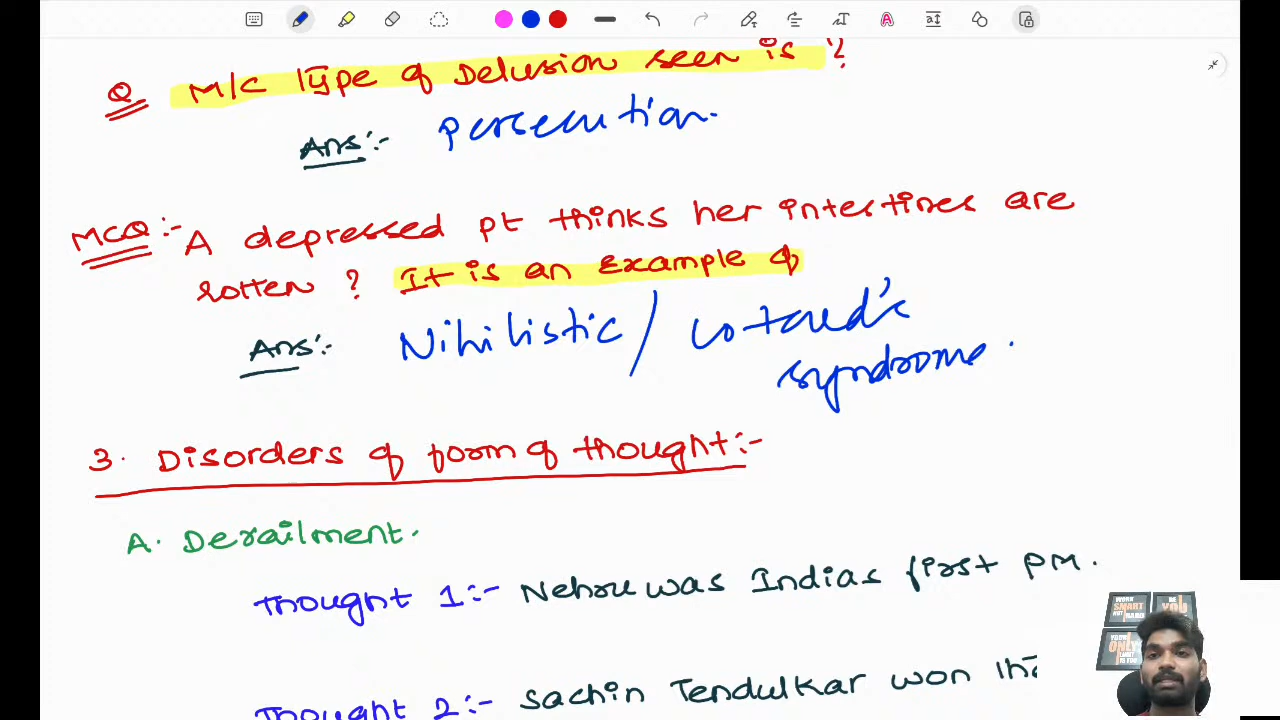 Q M/C Type of Delusion seen is ?
Ans:- Persecution.
MCQ:- A depressed pt thinks her intestines are
rotten ? It is an Example of
Ans:- Nihilistic / Cotard's
syndrome.
3. Disorders of form of thought:-
A. Derailment.
Thought 1:- Nehru was Indias first PM.
Thought 2:- Sachin Tendulkar won